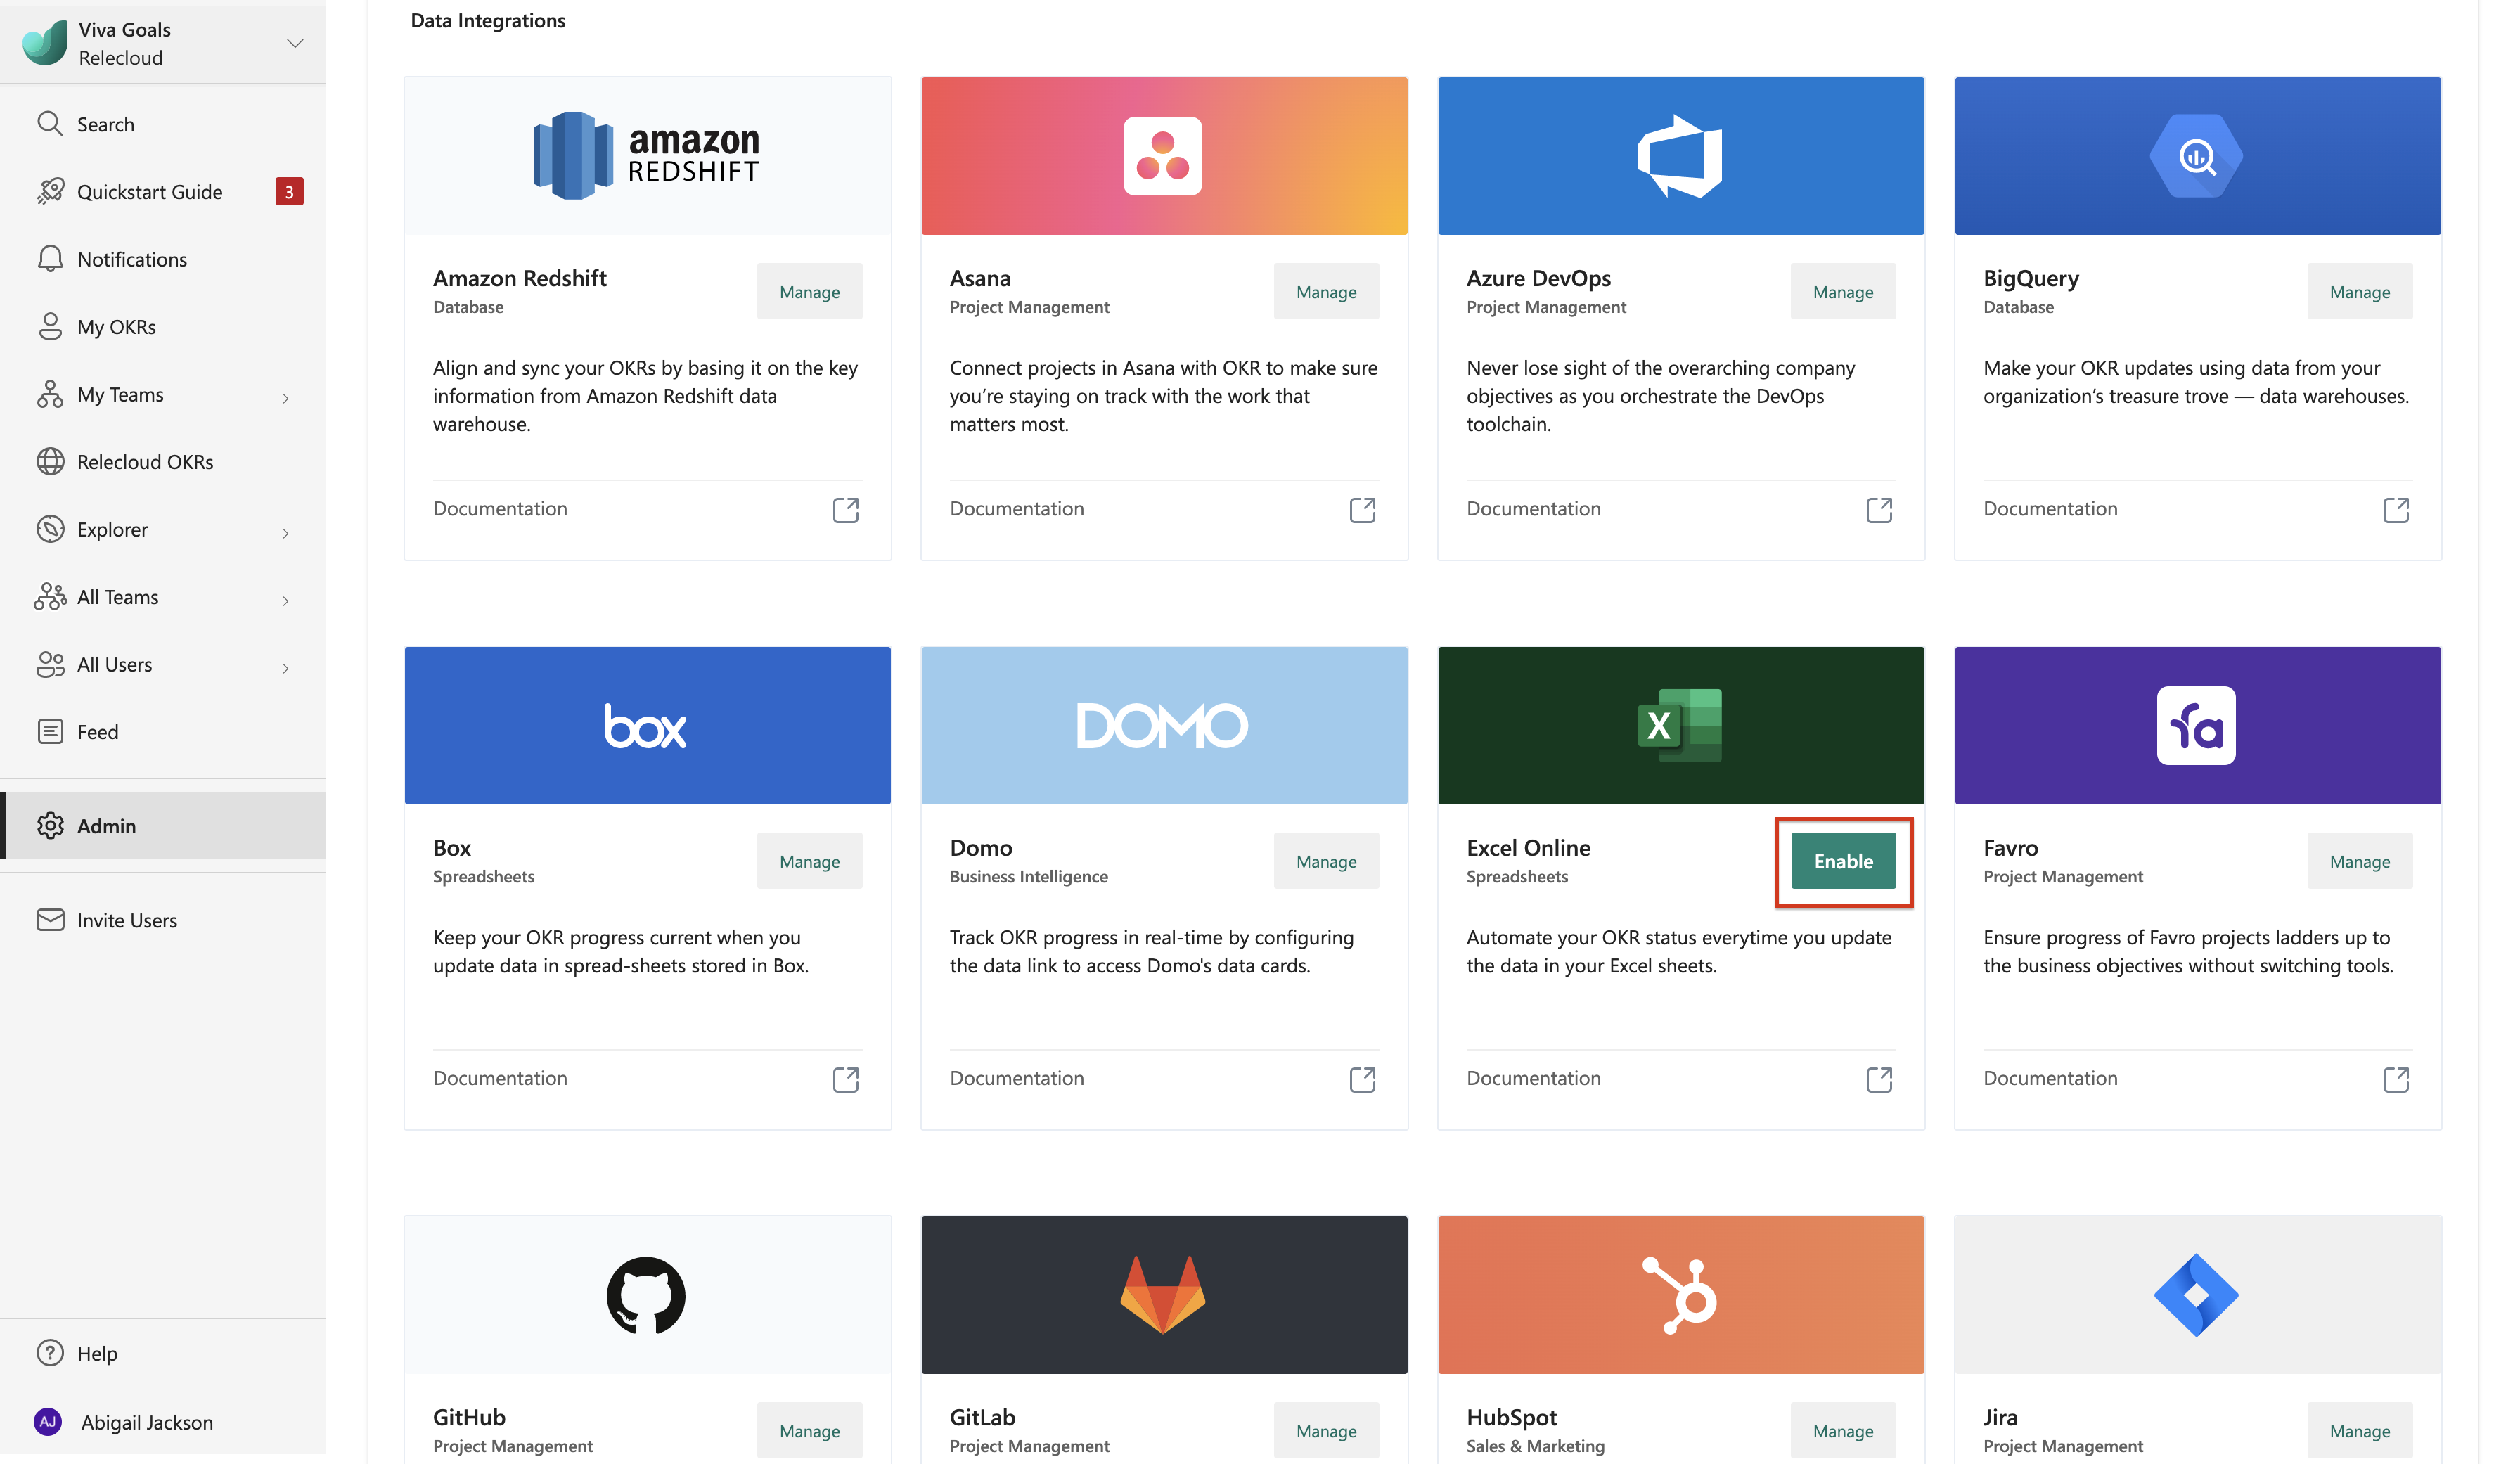 Viva Goals
Relecloud
Search
Quickstart Guide
3
Notifications
My OKRs
My Teams
Relecloud OKRs
Explorer
All Teams
All Users
Feed
Admin
Invite Users
Help
AJ
Abigail Jackson
Data Integrations
amazon
REDSHIFT
Amazon Redshift
Database
Manage
Align and sync your OKRs by basing it on the key
information from Amazon Redshift data
warehouse.
Documentation
Asana
Project Management
Manage
Connect projects in Asana with OKR to make sure
you’re staying on track with the work that
matters most.
Documentation
Azure DevOps
Project Management
Manage
Never lose sight of the overarching company
objectives as you orchestrate the DevOps
toolchain.
Documentation
BigQuery
Database
Manage
Make your OKR updates using data from your
organization’s treasure trove — data warehouses.
Documentation
box
Box
Spreadsheets
Manage
Keep your OKR progress current when you
update data in spread-sheets stored in Box.
Documentation
DOMO
Domo
Business Intelligence
Manage
Track OKR progress in real-time by configuring
the data link to access Domo's data cards.
Documentation
X
Excel Online
Spreadsheets
Enable
Automate your OKR status everytime you update
the data in your Excel sheets.
Documentation
fa
Favro
Project Management
Manage
Ensure progress of Favro projects ladders up to
the business objectives without switching tools.
Documentation
GitHub
Project Management
Manage
GitLab
Project Management
Manage
HubSpot
Sales & Marketing
Manage
Jira
Project Management
Manage